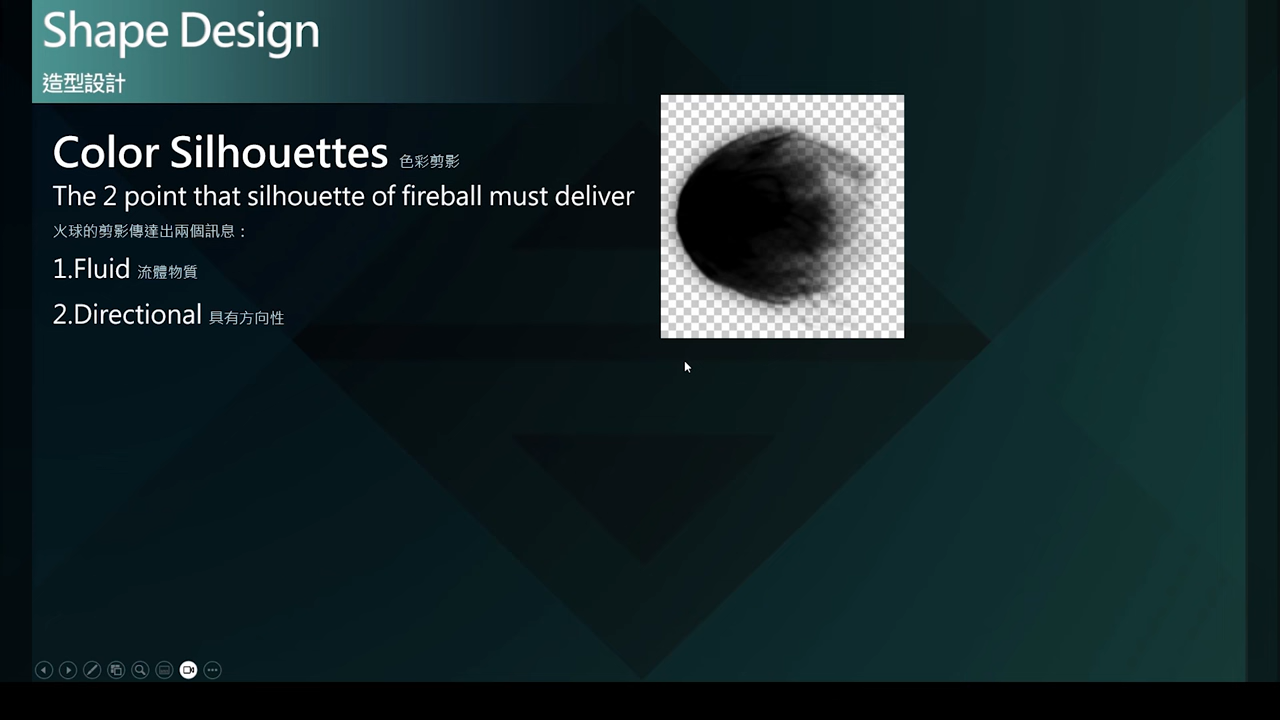 Shape Design
造型設計
Color Silhouettes 色彩剪影
The 2 point that silhouette of fireball must deliver
火球的剪影傳達出兩個訊息：
1.Fluid 流體物質
2.Directional 具有方向性